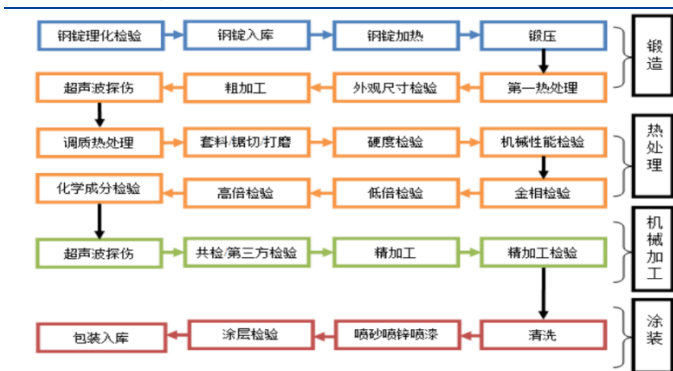 钢锭理化检验 钢锭入库 钢锭加热 锻压
锻造
超声波探伤 粗加工 外观尺寸检验 第一热处理
调质热处理 套料/锯切/打磨 硬度检验 机械性能检验
热处理
化学成分检验 高倍检验 低倍检验 金相检验
超声波探伤 共检/第三方检验 精加工 精加工检验
机械加工
包装入库 涂层检验 喷砂喷锌喷漆 清洗
涂装